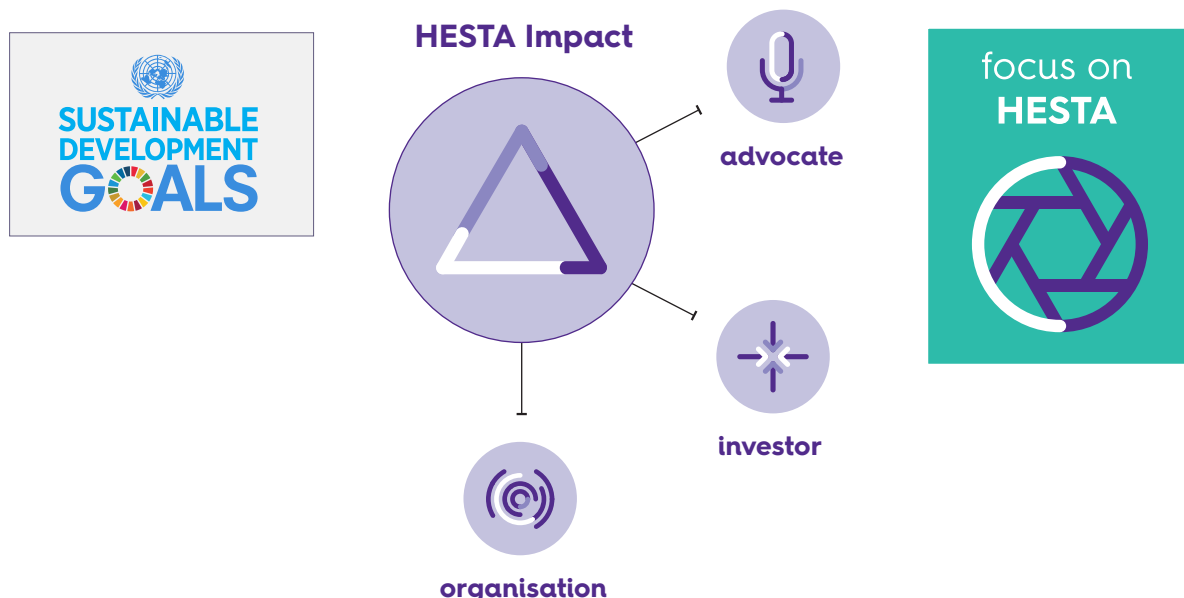 SUSTAINABLE
DEVELOPMENT
GOALS
HESTA Impact
advocate
investor
organisation
focus on
HESTA